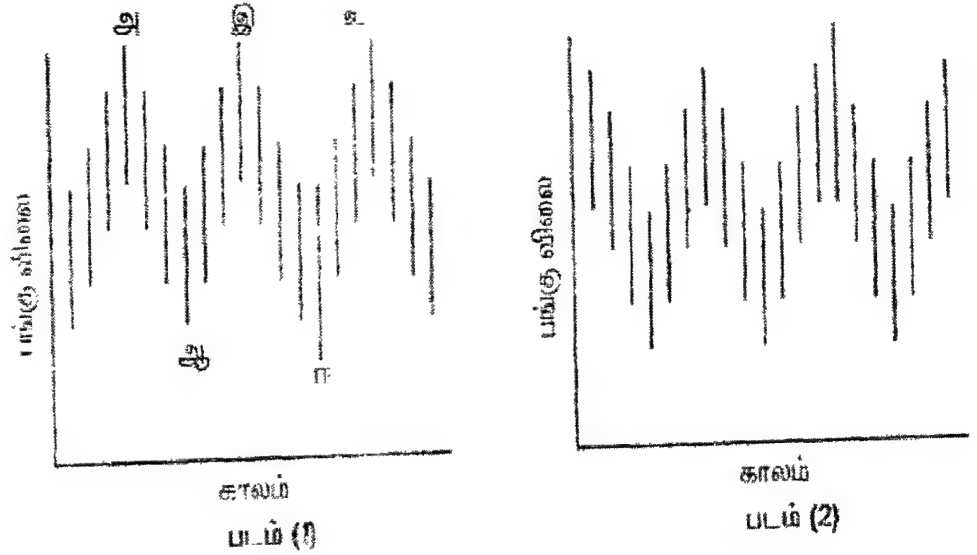 அ இ உ
பங்கு விலை
ஆ ஈ
காலம்
படம் (1)
பங்கு விலை
காலம்
படம் (2)